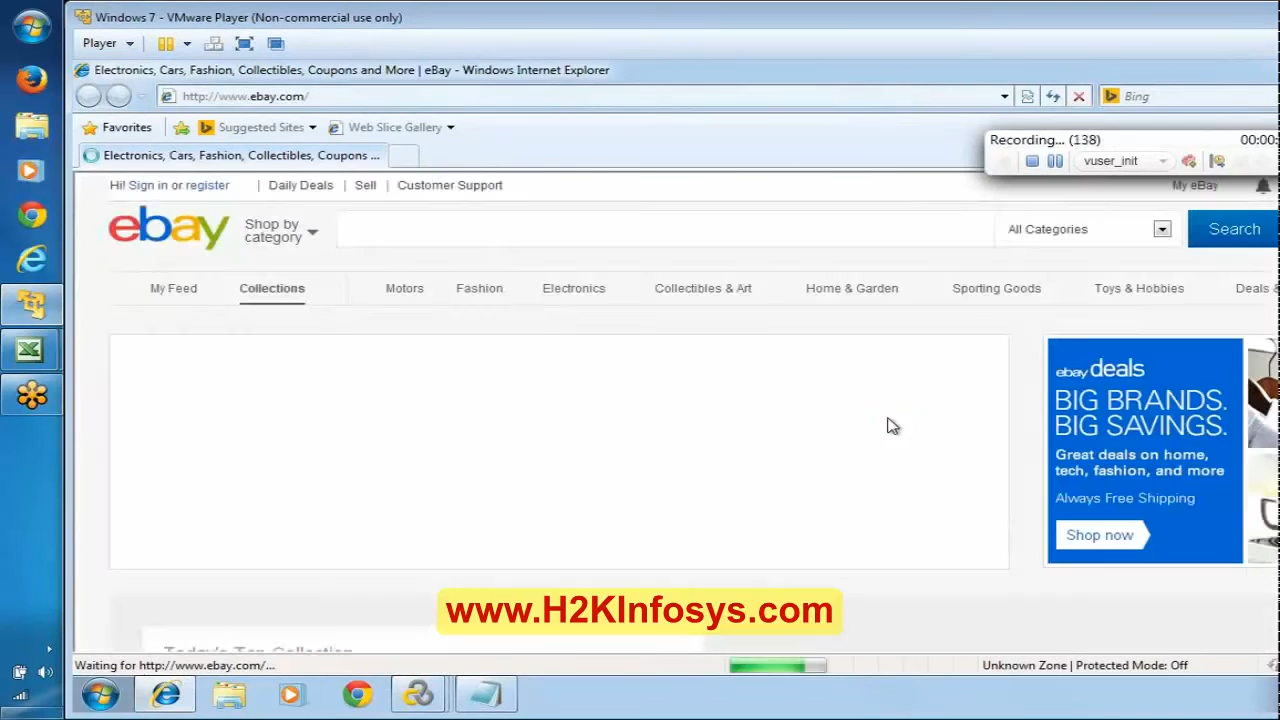 Windows 7 - VMware Player (Non-commercial use only)
Player
Electronics, Cars, Fashion, Collectibles, Coupons and More | eBay - Windows Internet Explorer
http://www.ebay.com/
Bing
Favorites
Suggested Sites
Web Slice Gallery
Recording... (138)
00:00:
Electronics, Cars, Fashion, Collectibles, Coupons ...
vuser_init
Hi! Sign in or register
Daily Deals
Sell
Customer Support
My eBay
ebay
Shop by
category
All Categories
Search
My Feed
Collections
Motors
Fashion
Electronics
Collectibles & Art
Home & Garden
Sporting Goods
Toys & Hobbies
Deals &
ebay deals
BIG BRANDS.
BIG SAVINGS.
Great deals on home,
tech, fashion, and more
Always Free Shipping
Shop now
www.H2KInfosys.com
Today's Top Collection
Waiting for http://www.ebay.com/...
Unknown Zone | Protected Mode: Off